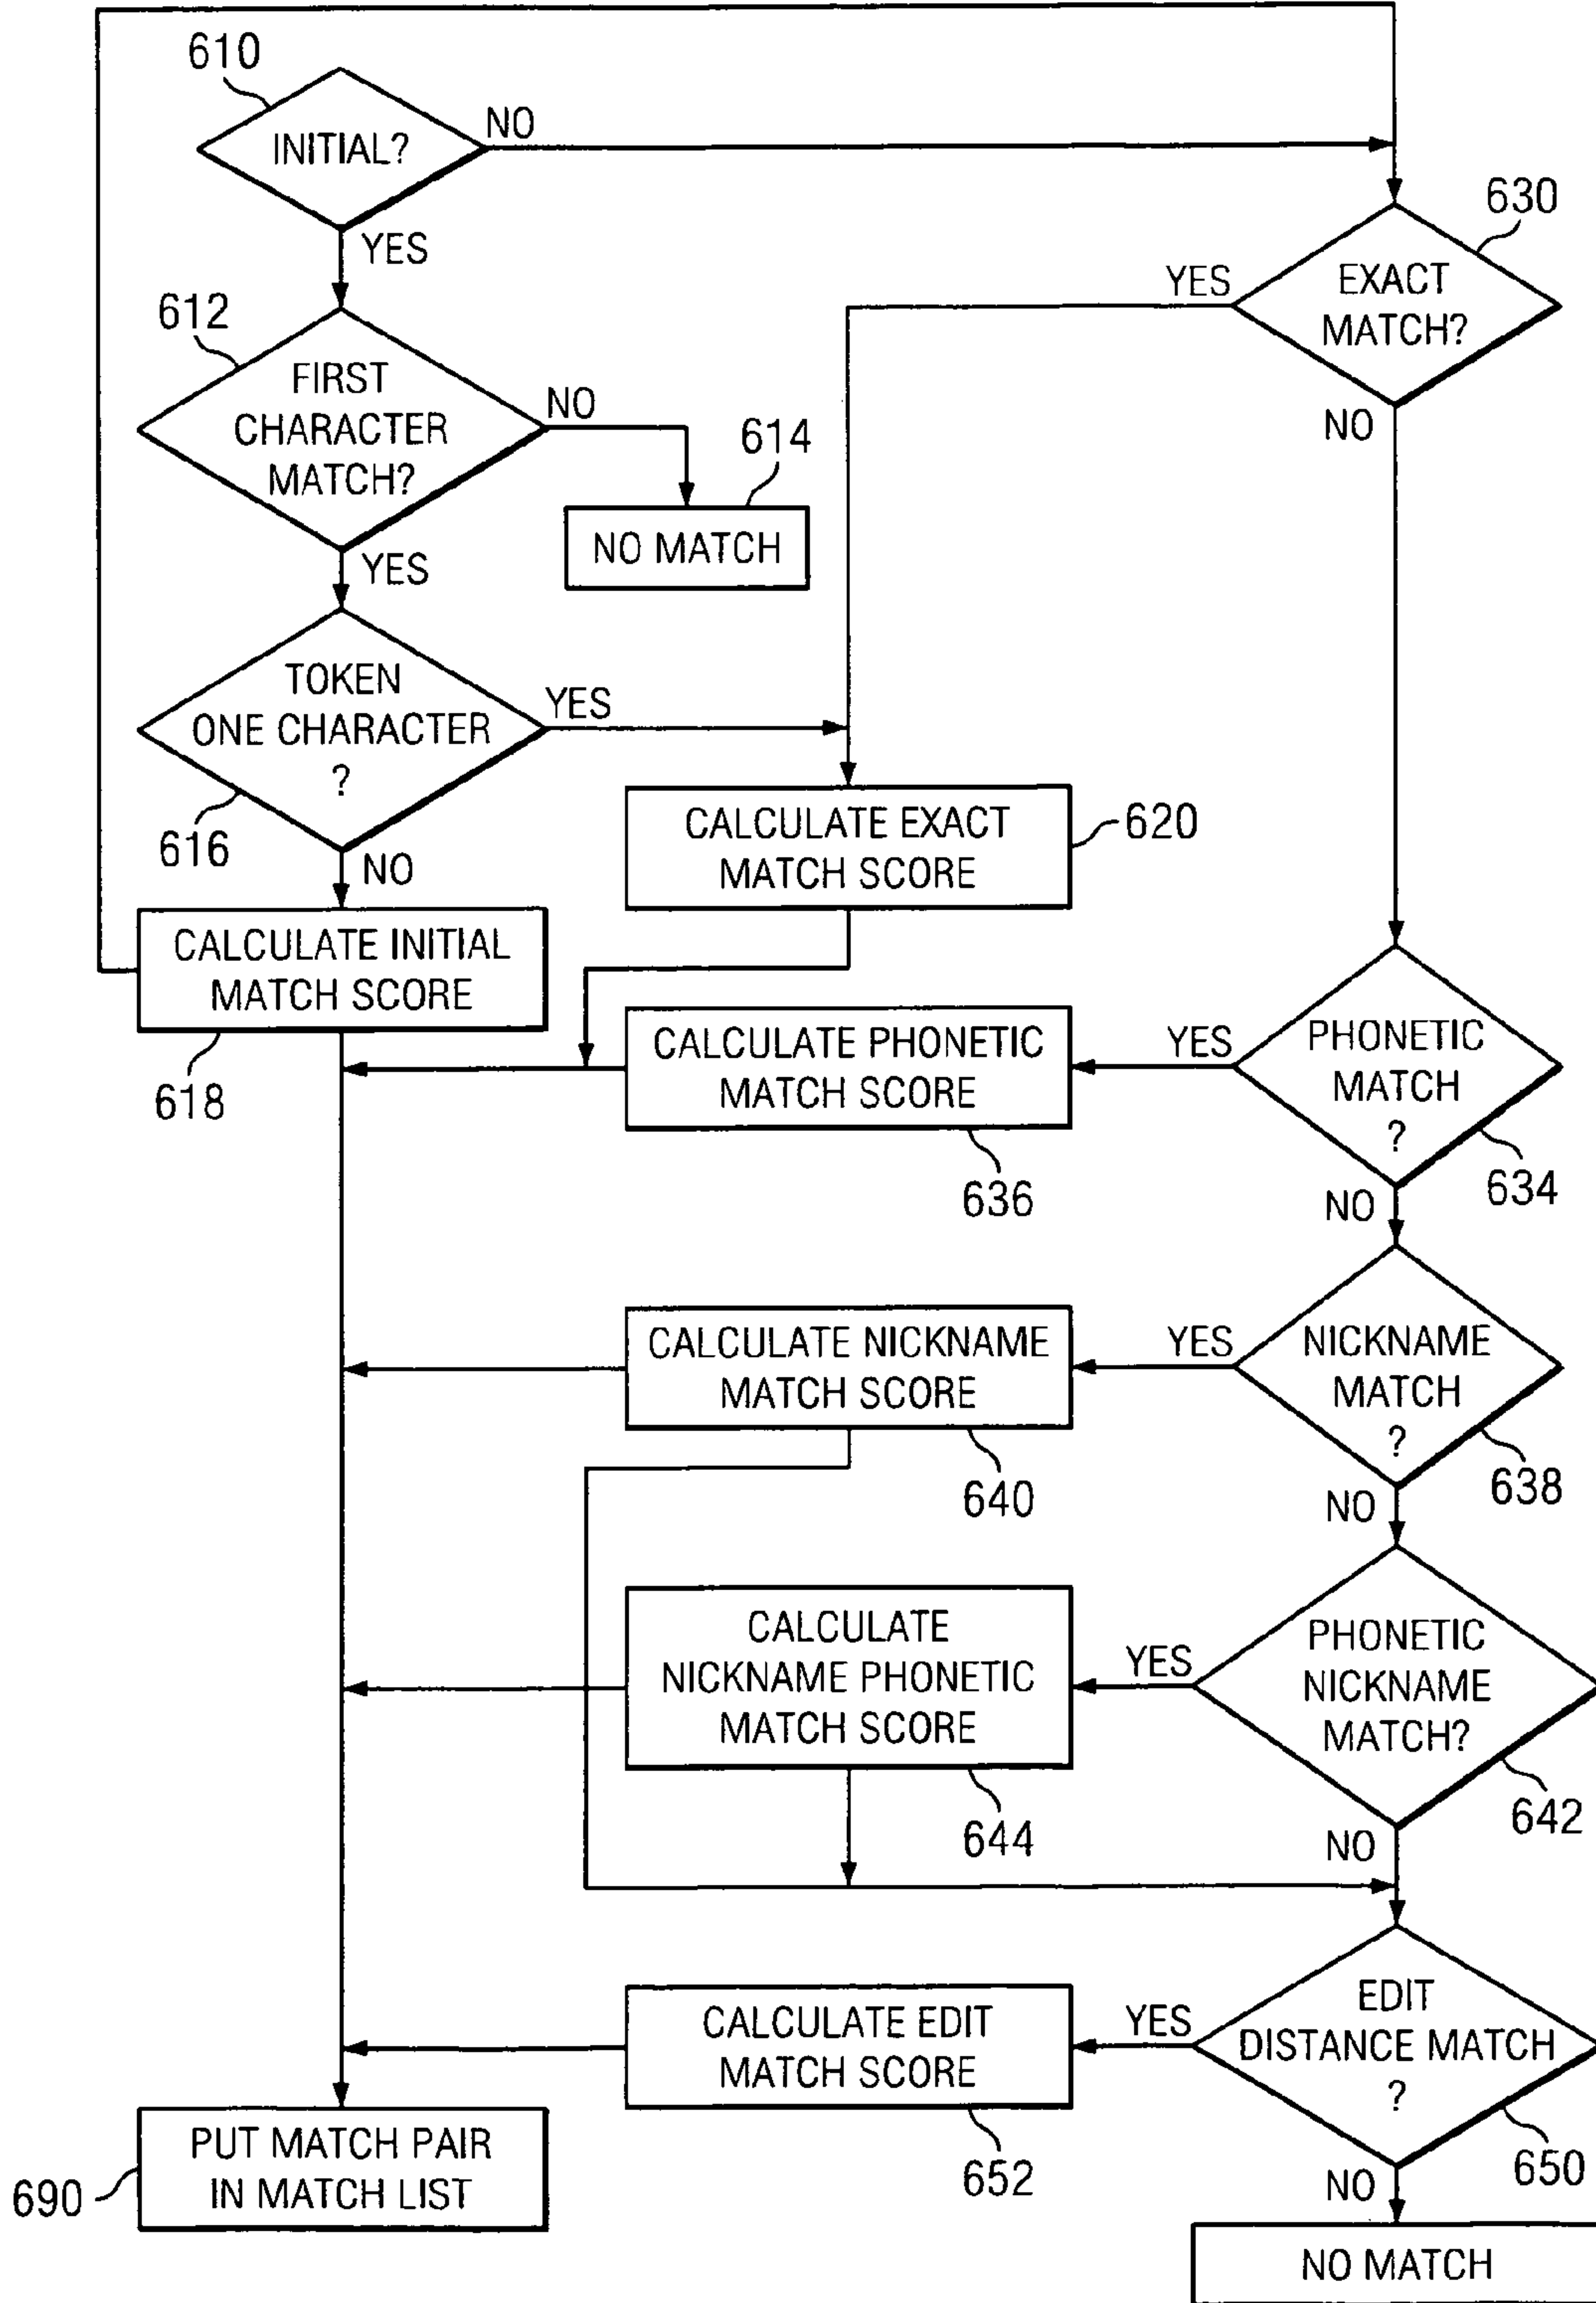 610
INITIAL?
NO
YES
630
EXACT
MATCH?
YES
NO
612
FIRST
CHARACTER
MATCH?
NO
614
NO MATCH
YES
TOKEN
ONE CHARACTER
?
YES
616
NO
CALCULATE EXACT
MATCH SCORE
620
CALCULATE INITIAL
MATCH SCORE
618
CALCULATE PHONETIC
MATCH SCORE
636
YES
PHONETIC
MATCH
?
634
NO
CALCULATE NICKNAME
MATCH SCORE
640
YES
NICKNAME
MATCH
?
638
NO
CALCULATE
NICKNAME PHONETIC
MATCH SCORE
644
YES
PHONETIC
NICKNAME
MATCH?
642
NO
CALCULATE EDIT
MATCH SCORE
652
YES
EDIT
DISTANCE MATCH
?
650
NO
PUT MATCH PAIR
IN MATCH LIST
690
NO MATCH